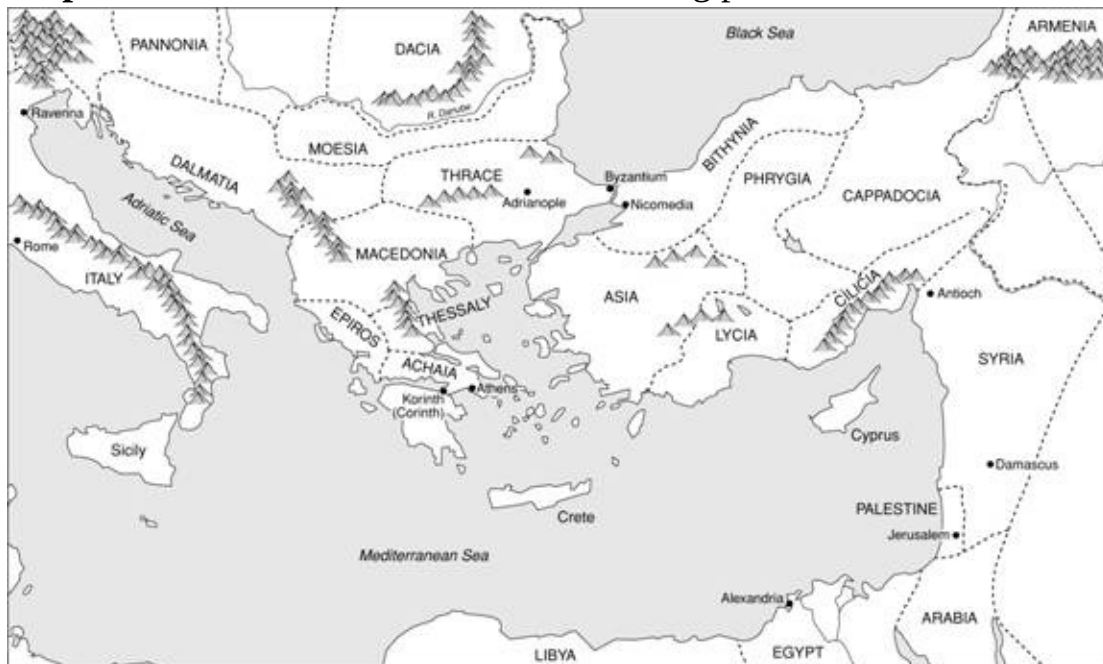 PANNONIA
DACIA
Black Sea
ARMENIA
Ravenna
R. Danube
MOESIA
BITHYNIA
DALMATIA
THRACE
Byzantium
PHRYGIA
CAPPADOCIA
Adrianople
Nicomedia
Adriatic Sea
Rome
MACEDONIA
ITALY
CILICIA
ASIA
Antioch
THESSALY
EPIROS
LYCIA
ACHAIA
SYRIA
Athens
Korinth
(Corinth)
Sicily
Cyprus
Damascus
Crete
PALESTINE
Jerusalem
Mediterranean Sea
Alexandria
ARABIA
LIBYA
EGYPT